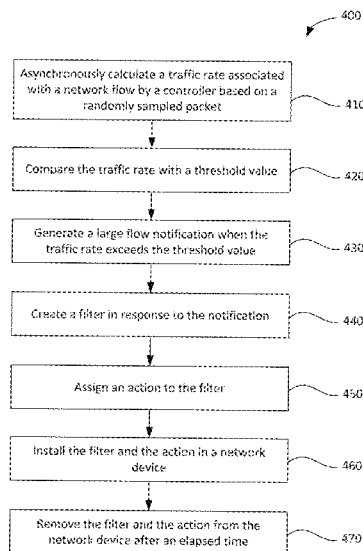 400
Asynchronously calculate a traffic rate associated
with a network flow by a controller based on a
randomly sampled packet
410
Compare the traffic rate with a threshold value
420
Generate a large flow notification when the
traffic rate exceeds the threshold value
430
Create a filter in response to the notification
440
Assign an action to the filter
450
Install the filter and the action in a network
device
460
Remove the filter and the action from the
network device after an elapsed time
470